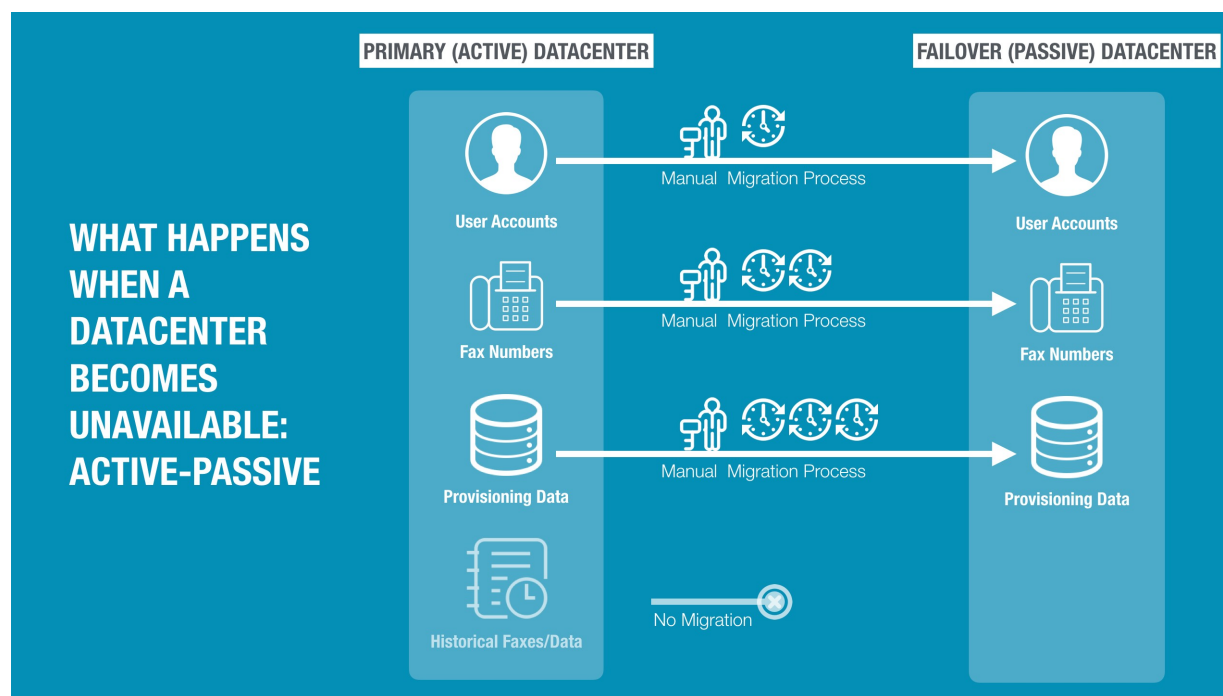 PRIMARY (ACTIVE) DATACENTER
FAILOVER (PASSIVE) DATACENTER
WHAT HAPPENS
WHEN A
DATACENTER
BECOMES
UNAVAILABLE:
ACTIVE-PASSIVE
User Accounts
Manual Migration Process
User Accounts
Fax Numbers
Manual Migration Process
Fax Numbers
Provisioning Data
Manual Migration Process
Provisioning Data
Historical Faxes/Data
No Migration